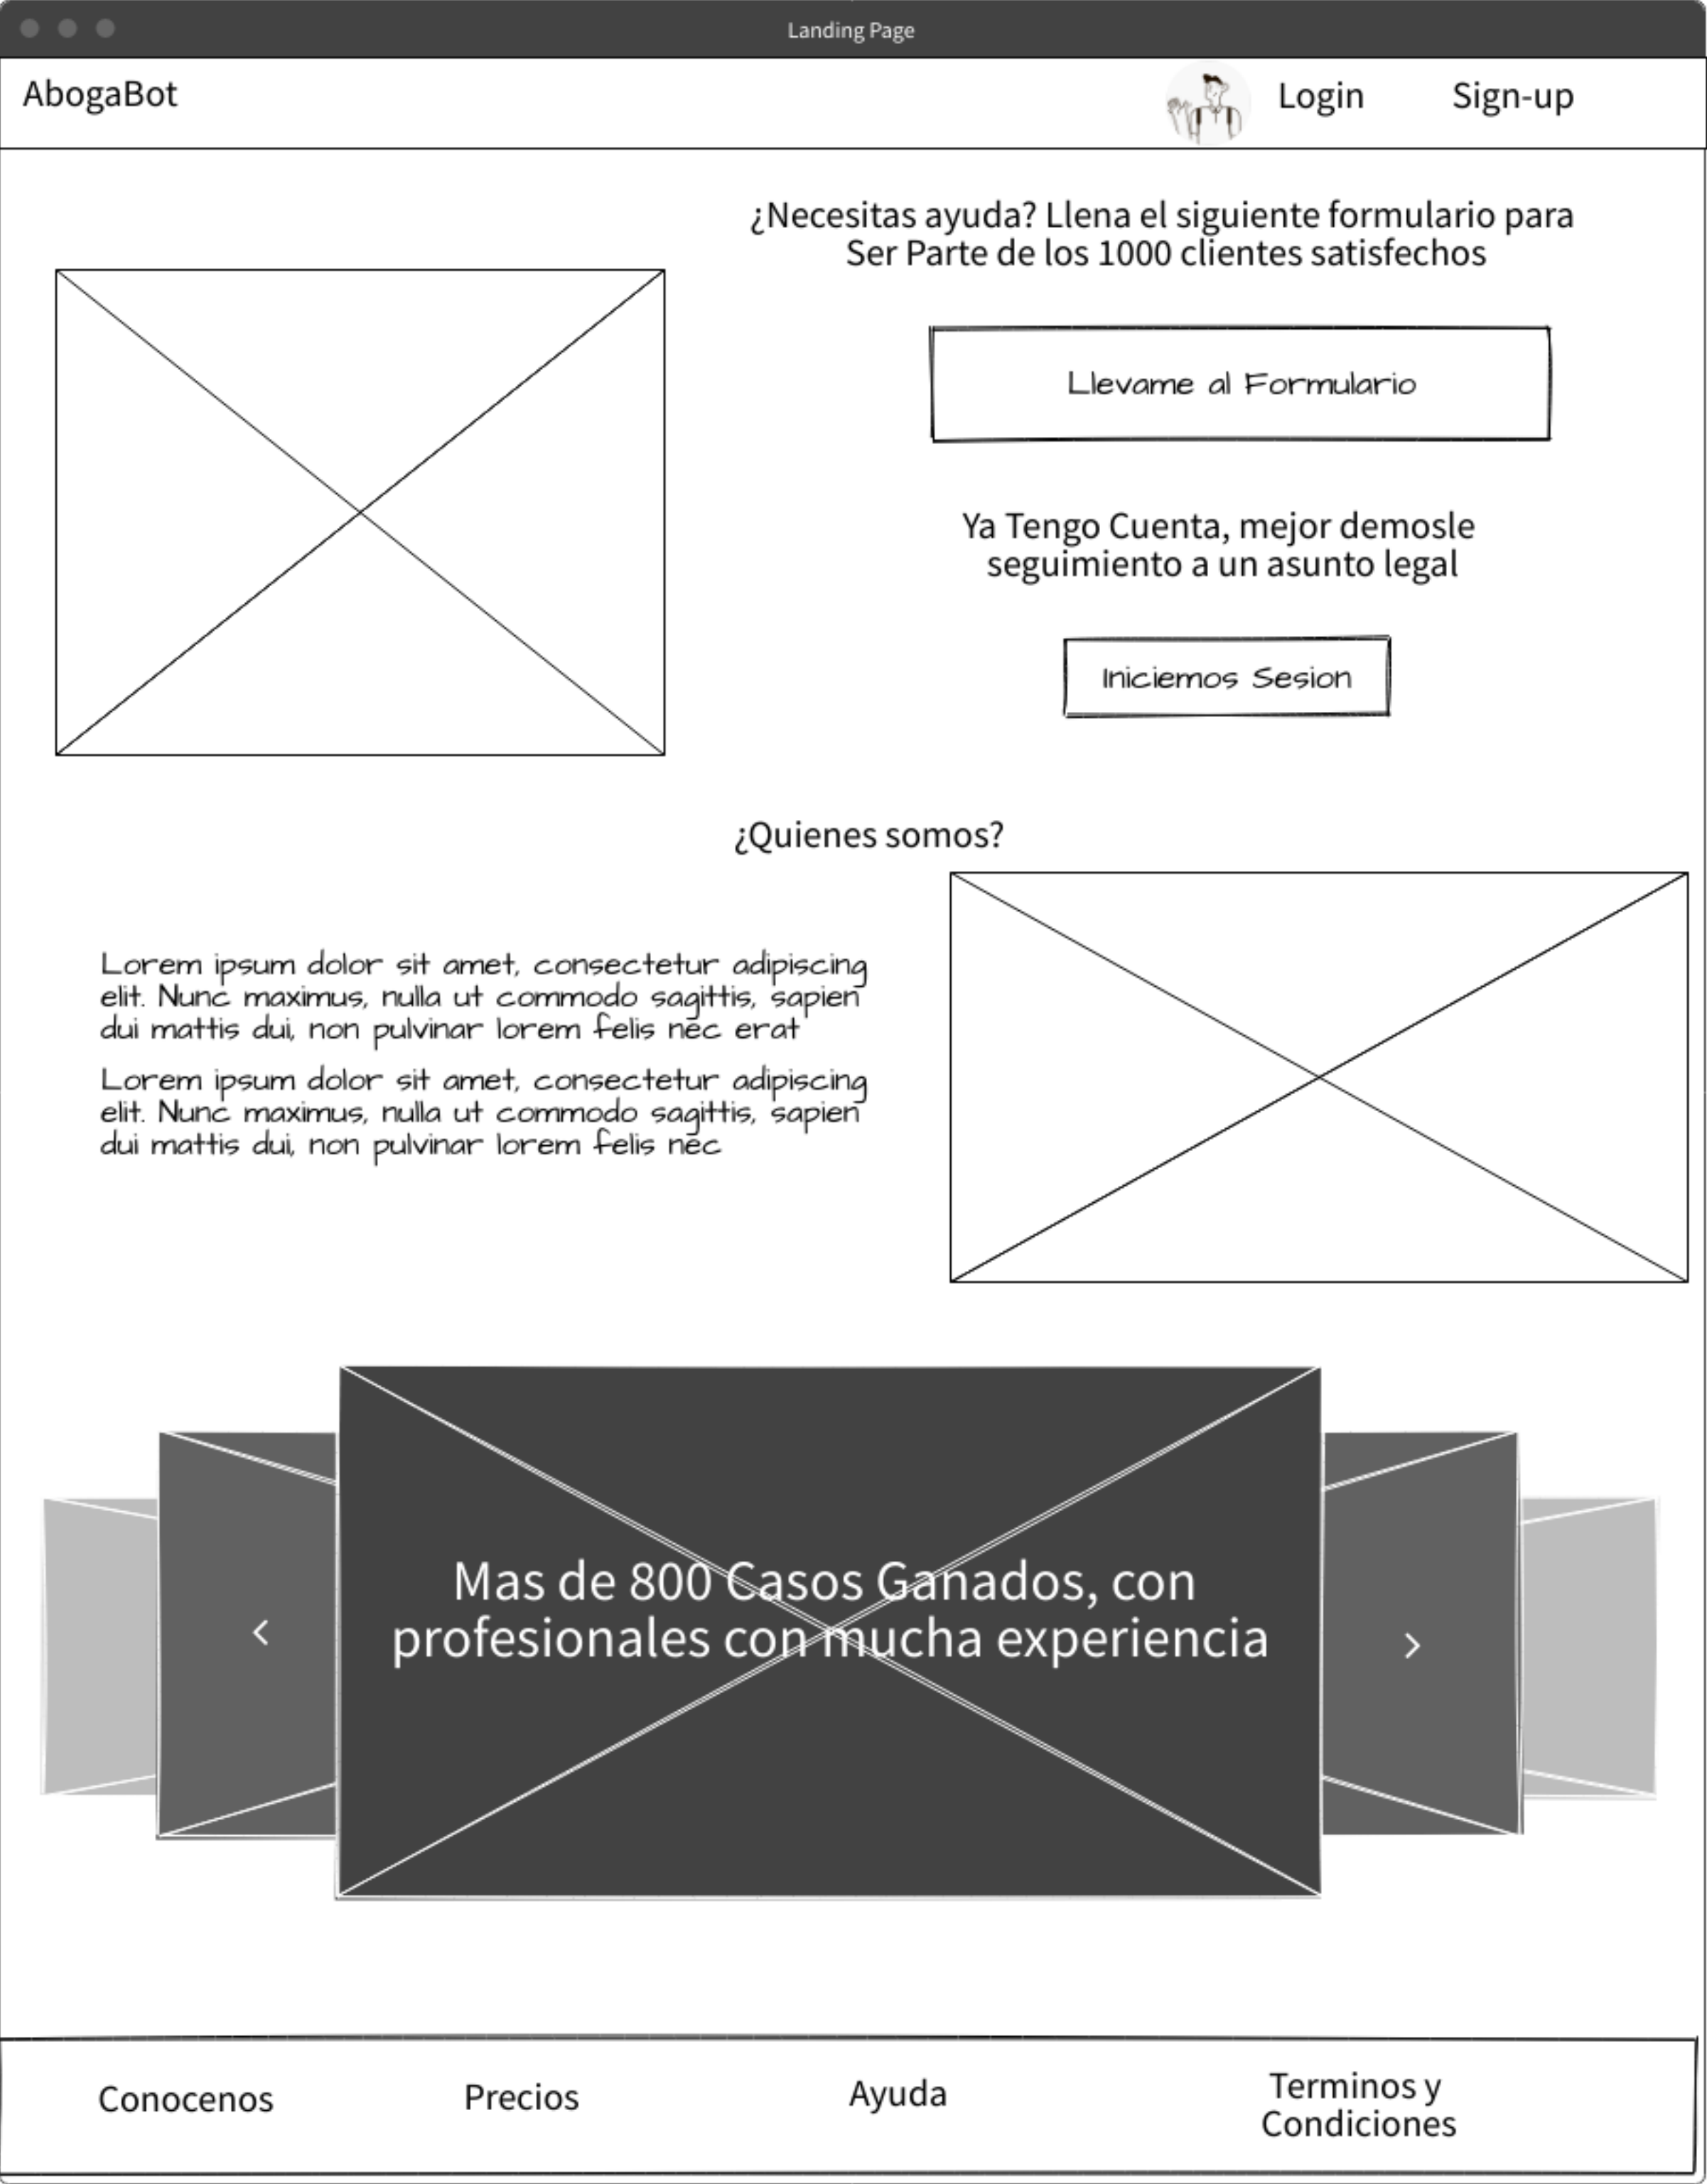 Landing Page
AbogaBot
Login
Sign-up
¿Necesitas ayuda? Llena el siguiente formulario para
Ser Parte de los 1000 clientes satisfechos
Llevame al Formulario
Ya Tengo Cuenta, mejor demosle
seguimiento a un asunto legal
Iniciemos Sesion
¿Quienes somos?
Lorem ipsum dolor sit amet, consectetur adipiscing
elit. Nunc maximus, nulla ut commodo sagittis, sapien
dui mattis dui, non pulvinar lorem felis nec erat
Lorem ipsum dolor sit amet, consectetur adipiscing
elit. Nunc maximus, nulla ut commodo sagittis, sapien
dui mattis dui, non pulvinar lorem felis nec
Mas de 800 Casos Ganados, con
profesionales con mucha experiencia
Conocenos
Precios
Ayuda
Terminos y
Condiciones